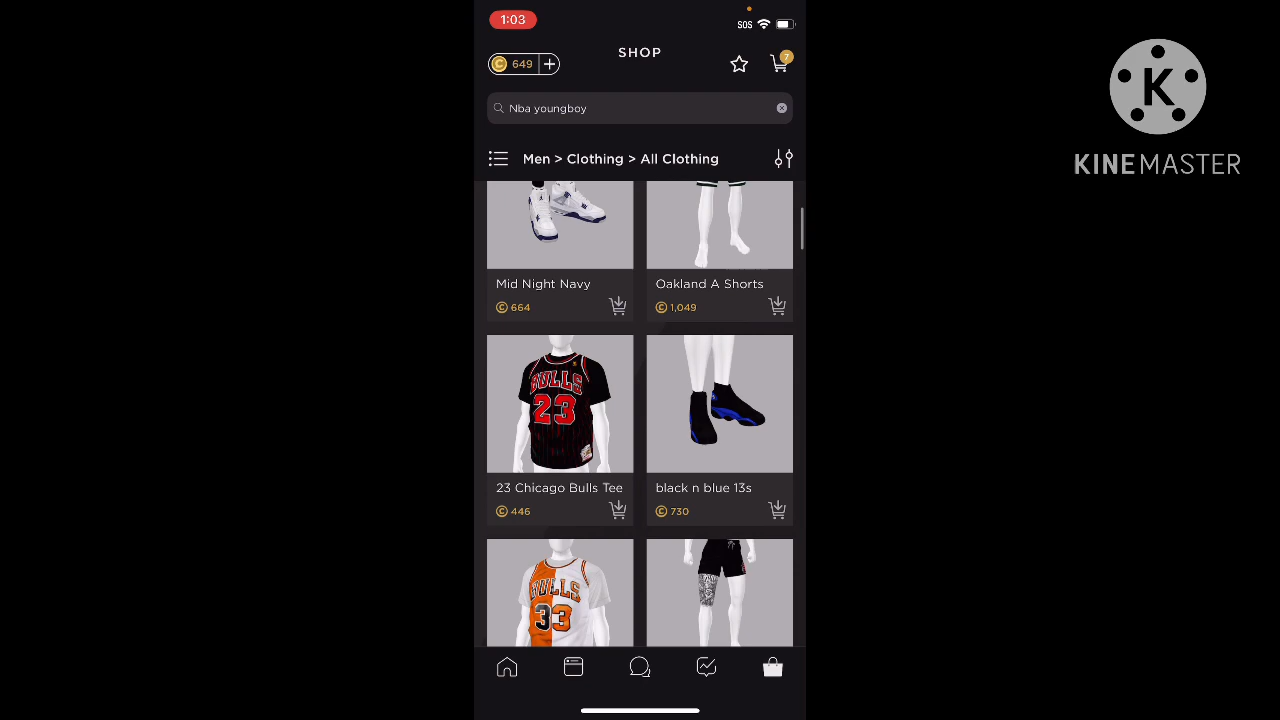 1:03
SOS
649
SHOP
7
Nba youngboy
Men > Clothing > All Clothing
Mid Night Navy
664
Oakland A Shorts
1,049
BULLS
23
23 Chicago Bulls Tee
446
black n blue 13s
730
BULLS
33
K
KINEMASTER